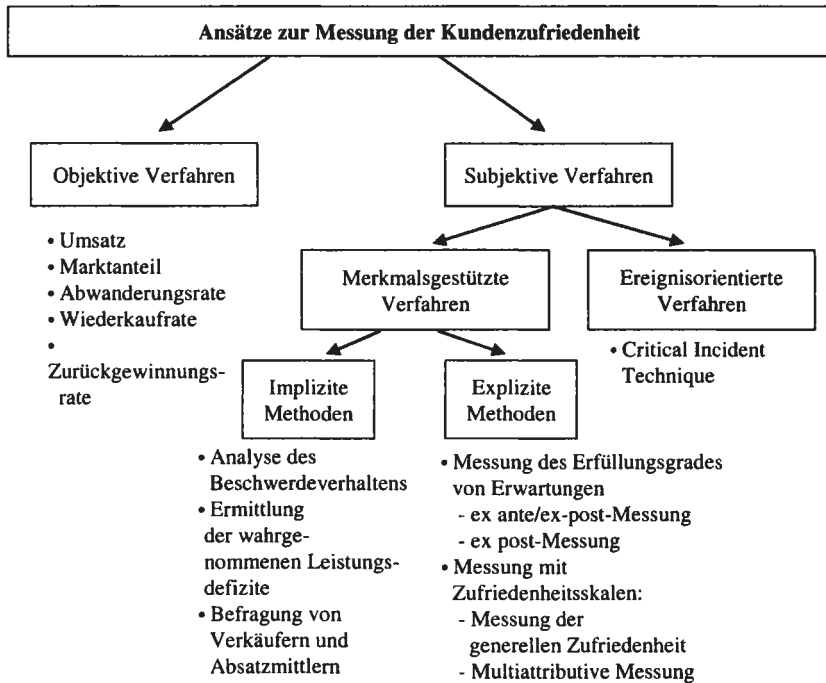 Ansätze zur Messung der Kundenzufriedenheit
Objektive Verfahren
Subjektive Verfahren
• Umsatz
• Marktanteil
• Abwanderungsrate
• Wiederkaufrate
•
Zurückgewinnungs-
rate
Merkmalsgestützte
Verfahren
Ereignisorientierte
Verfahren
• Critical Incident
Technique
Implizite
Methoden
Explizite
Methoden
• Analyse des
Beschwerdeverhaltens
• Ermittlung
der wahrge-
nommenen Leistungs-
defizite
• Befragung von
Verkäufern und
Absatzmittlern
• Messung des Erfüllungsgrades
von Erwartungen
- ex ante/ex-post-Messung
- ex post-Messung
• Messung mit
Zufriedenheitsskalen:
- Messung der
generellen Zufriedenheit
- Multiattributive Messung